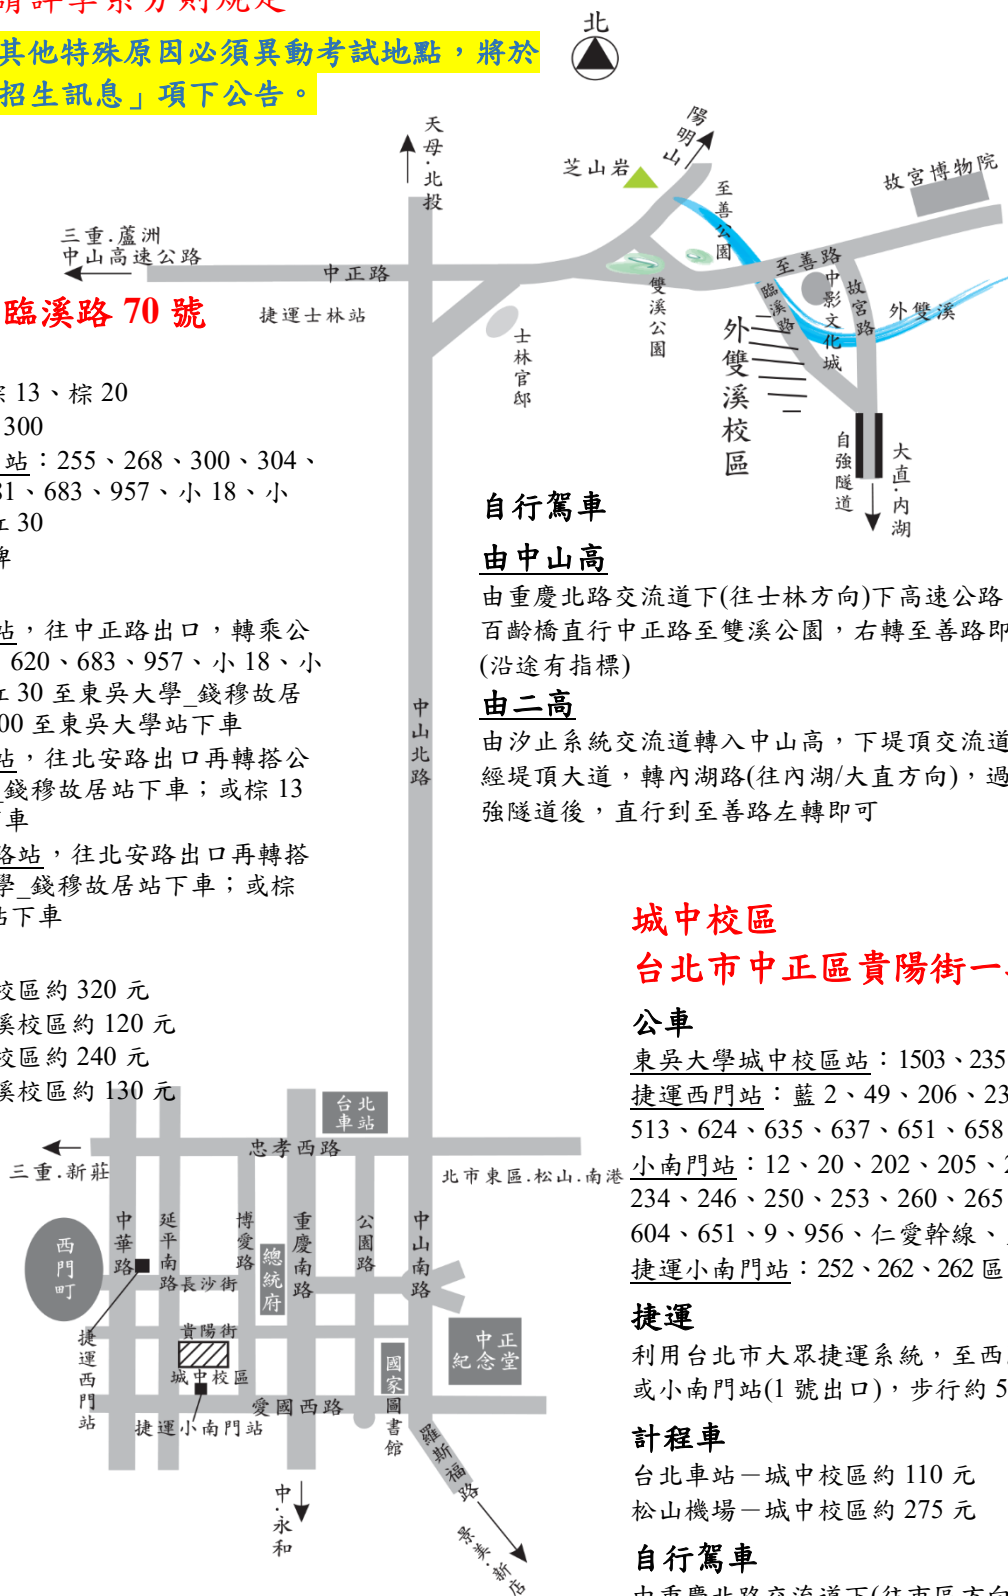 請詳學系分則規定
其他特殊原因必須異動考試地點，將於
招生訊息」項下公告。
北
天母．北投
陽明山
芝山岩
至善公園
故宮博物院
三重．蘆洲
中山高速公路
中正路
捷運士林站
士林官邸
雙溪公園
至善路
臨溪路
中影文化城
故宮路
外雙溪
外雙溪校區
自強隧道
大直．內湖
臨溪路 70 號
13、棕 20
300
站：255、268、300、304、
81、683、957、小 18、小
30
站，往中正路出口，轉乘公
620、683、957、小 18、小
30 至東吳大學_錢穆故居
00 至東吳大學站下車
站，往北安路出口再轉搭公
_錢穆故居站下車；或棕 13
車
路站，往北安路出口再轉搭
學_錢穆故居站下車；或棕
站下車
校區約 320 元
溪校區約 120 元
校區約 240 元
溪校區約 130 元
自行駕車
由中山高
由重慶北路交流道下(往士林方向)下高速公路
百齡橋直行中正路至雙溪公園，右轉至善路即
(沿途有指標)
由二高
由汐止系統交流道轉入中山高，下堤頂交流道
經堤頂大道，轉內湖路(往內湖/大直方向)，過
強隧道後，直行到至善路左轉即可
中山北路
台北車站
忠孝西路
三重．新莊
北市東區．松山．南港
中華路
延平南路
博愛路
重慶南路
公園路
中山南路
西門町
總統府
長沙街
貴陽街
城中校區
捷運西門站
捷運小南門站
愛國西路
國家圖書館
中正紀念堂
羅斯福路
中．永和
景美．新店
城中校區
台北市中正區貴陽街一
公車
東吳大學城中校區站：1503、235
捷運西門站：藍 2、49、206、23
513、624、635、637、651、658
小南門站：12、20、202、205、2
234、246、250、253、260、265
604、651、9、956、仁愛幹線、
捷運小南門站：252、262、262 區
捷運
利用台北市大眾捷運系統，至西
或小南門站(1 號出口)，步行約 5
計程車
台北車站－城中校區約 110 元
松山機場－城中校區約 275 元
自行駕車
由重慶北路交流道下(往市區方向